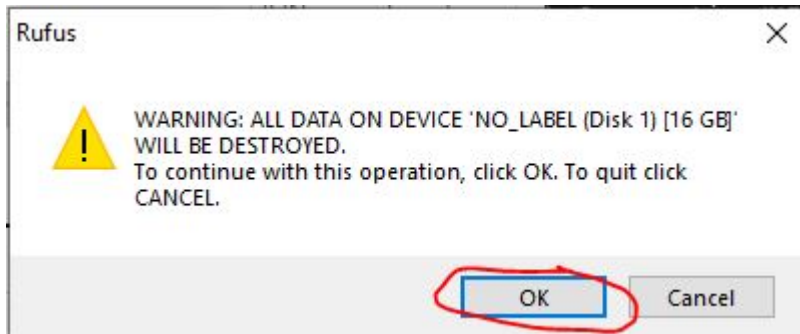 Rufus
WARNING: ALL DATA ON DEVICE 'NO_LABEL (Disk 1) [16 GB]'
WILL BE DESTROYED.
To continue with this operation, click OK. To quit click
CANCEL.
OK
Cancel